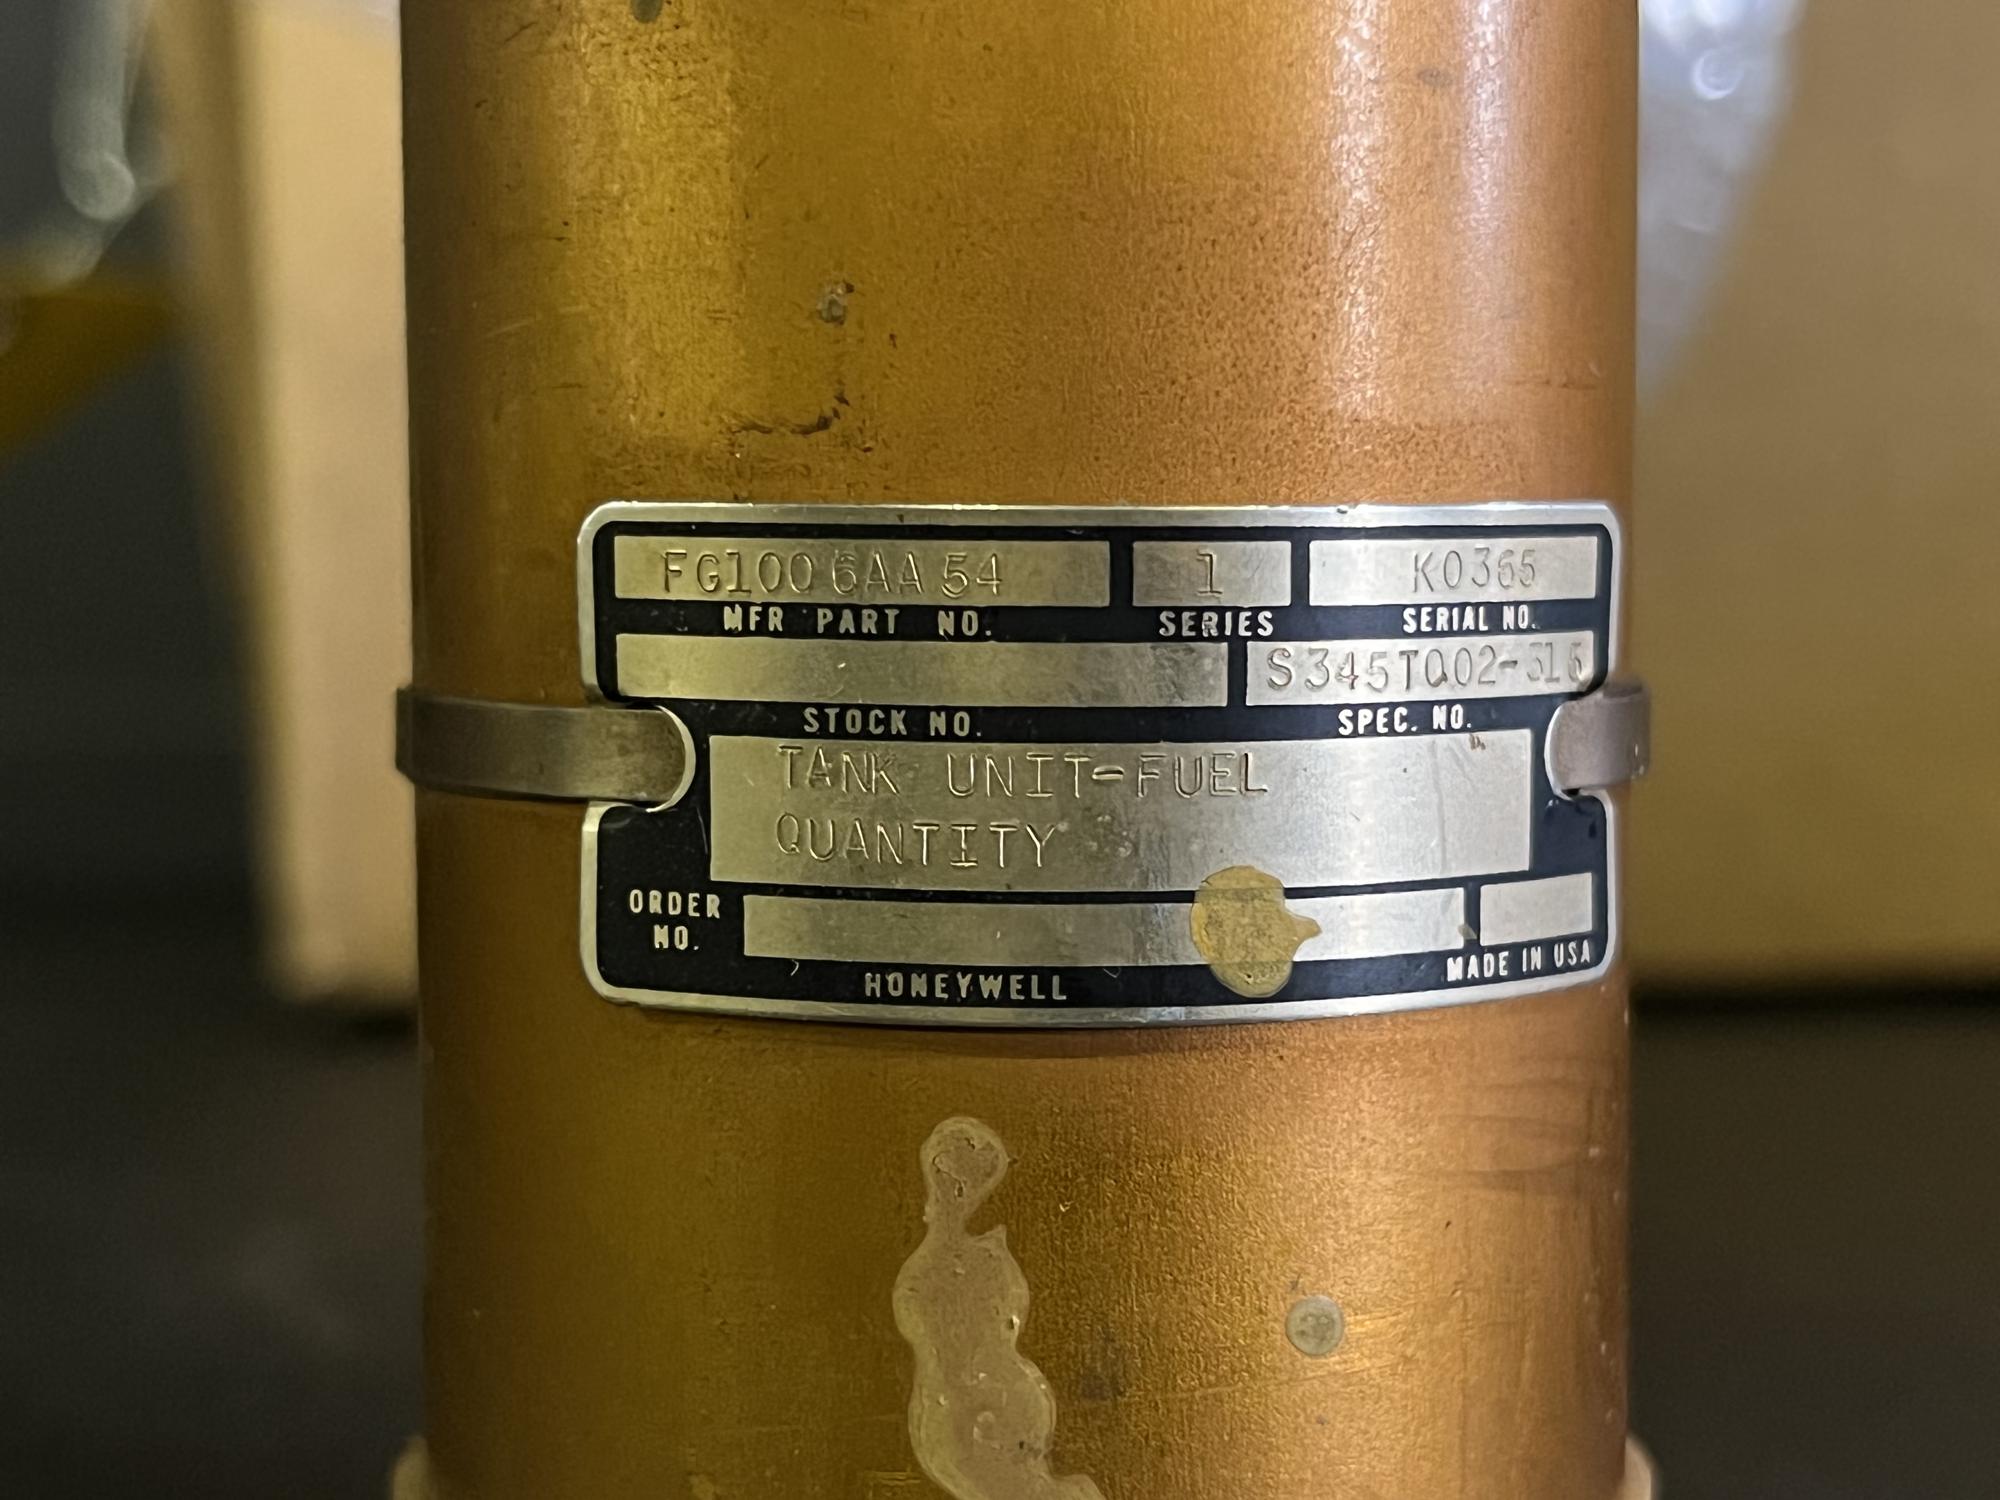 FG1006AA54 1 K0365
MFR PART NO. SERIES SERIAL NO.
S345T002-316
STOCK NO. SPEC. NO.
TANK UNIT-FUEL
QUANTITY
ORDER
NO.
HONEYWELL MADE IN USA